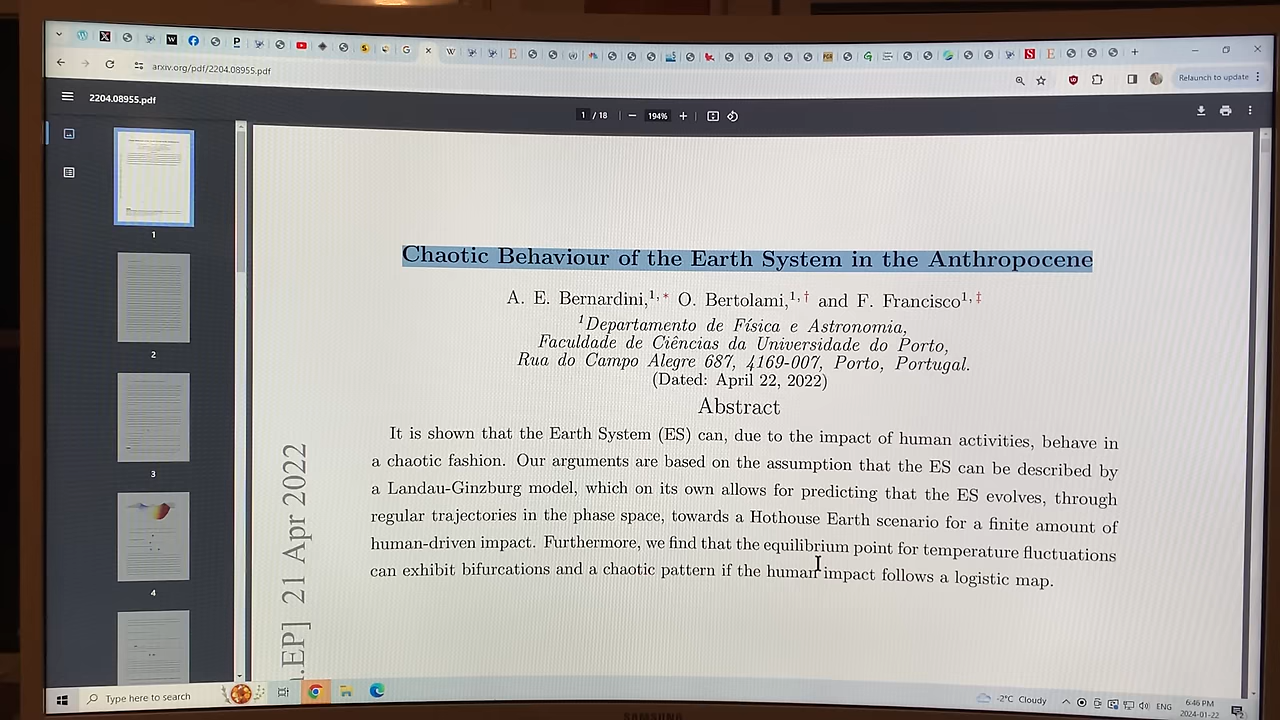 arxiv.org/pdf/2204.08955.pdf
Relaunch to update
2204.08955.pdf
1 / 18
194%
1
2
3
4
Chaotic Behaviour of the Earth System in the Anthropocene
A. E. Bernardini,1, * O. Bertolami,1, † and F. Francisco1, ‡
1Departamento de Física e Astronomia,
Faculdade de Ciências da Universidade do Porto,
Rua do Campo Alegre 687, 4169-007, Porto, Portugal.
(Dated: April 22, 2022)
Abstract
It is shown that the Earth System (ES) can, due to the impact of human activities, behave in
a chaotic fashion. Our arguments are based on the assumption that the ES can be described by
a Landau-Ginzburg model, which on its own allows for predicting that the ES evolves, through
regular trajectories in the phase space, towards a Hothouse Earth scenario for a finite amount of
human-driven impact. Furthermore, we find that the equilibrium point for temperature fluctuations
can exhibit bifurcations and a chaotic pattern if the human impact follows a logistic map.
.EP] 21 Apr 2022
Type here to search
-2°C Cloudy
ENG
6:46 PM
2024-01-22
SAMSUNG